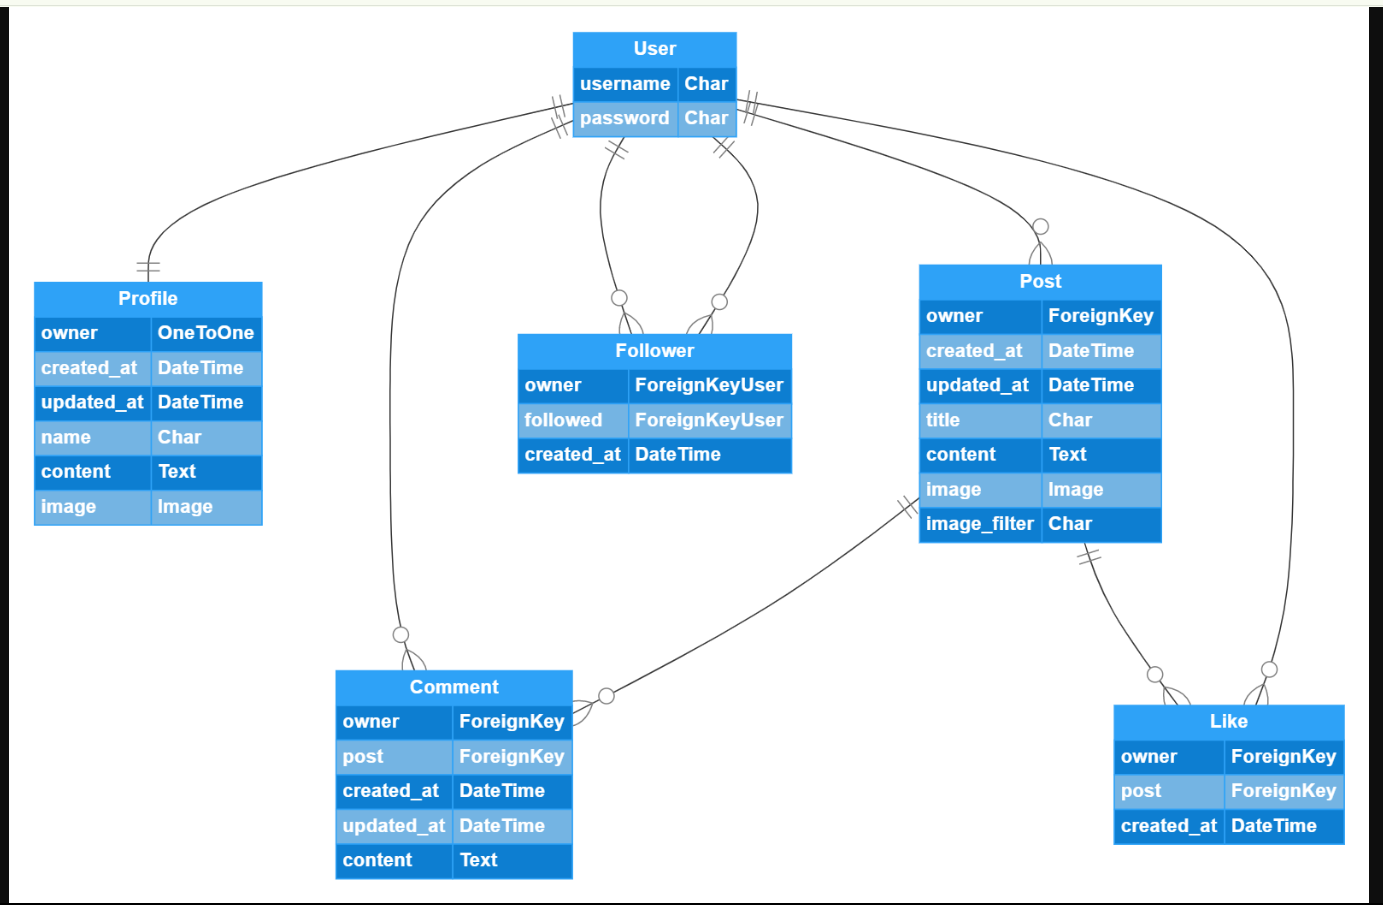 User
username Char
password Char
Profile
owner OneToOne
created_at DateTime
updated_at DateTime
name Char
content Text
image Image
Follower
owner ForeignKeyUser
followed ForeignKeyUser
created_at DateTime
Post
owner ForeignKey
created_at DateTime
updated_at DateTime
title Char
content Text
image Image
image_filter Char
Comment
owner ForeignKey
post ForeignKey
created_at DateTime
updated_at DateTime
content Text
Like
owner ForeignKey
post ForeignKey
created_at DateTime